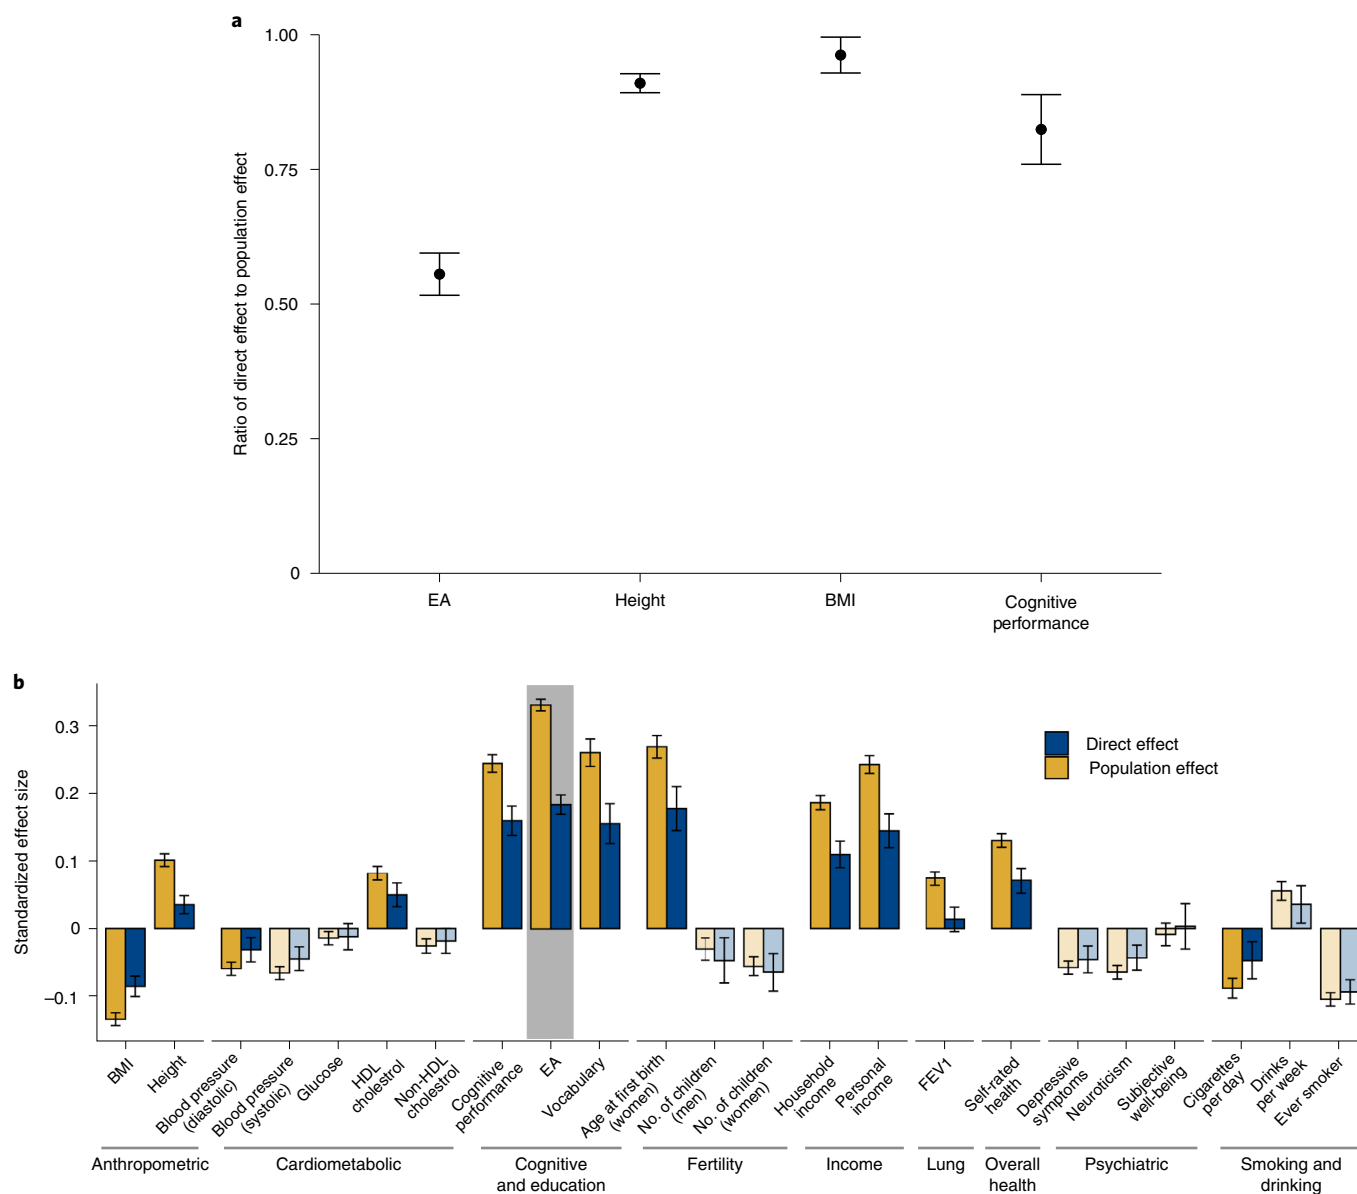 a
1.00
0.75
0.50
0.25
0
Ratio of direct effect to population effect
EA
Height
BMI
Cognitive
performance
b
0.3
0.2
0.1
0
–0.1
Standardized effect size
Direct effect
Population effect
BMI
Height
Blood pressure
(diastolic)
Blood pressure
(systolic)
Glucose
HDL
cholestrol
Non-HDL
cholestrol
Cognitive
performance
EA
Vocabulary
Age at first birth
(women)
No. of children
(men)
No. of children
(women)
Household
income
Personal
income
FEV1
Self-rated
health
Depressive
symptoms
Neuroticism
Subjective
well-being
Cigarettes
per day
Drinks
per week
Ever smoker
Anthropometric
Cardiometabolic
Cognitive
and education
Fertility
Income
Lung
Overall
health
Psychiatric
Smoking and
drinking